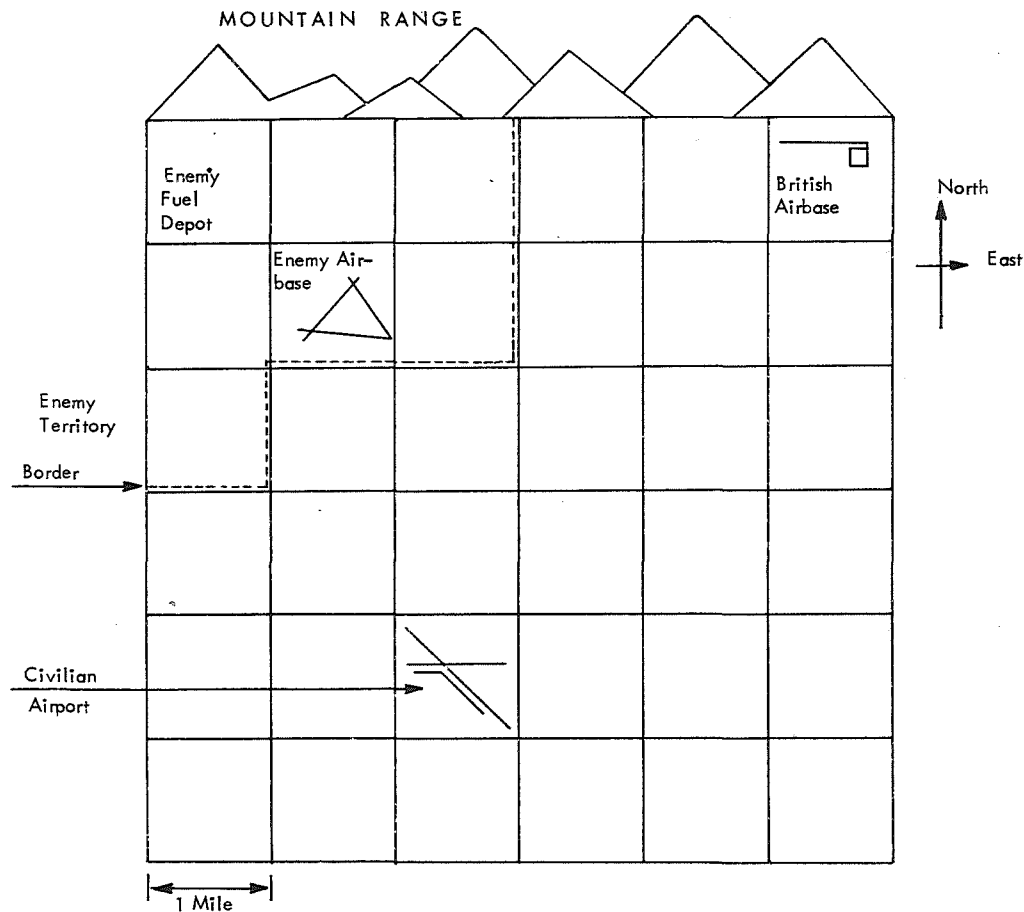 MOUNTAIN RANGE
Enemy
Fuel
Depot
British
Airbase
North
East
Enemy Air-
base
Enemy
Territory
Border
Civilian
Airport
1 Mile